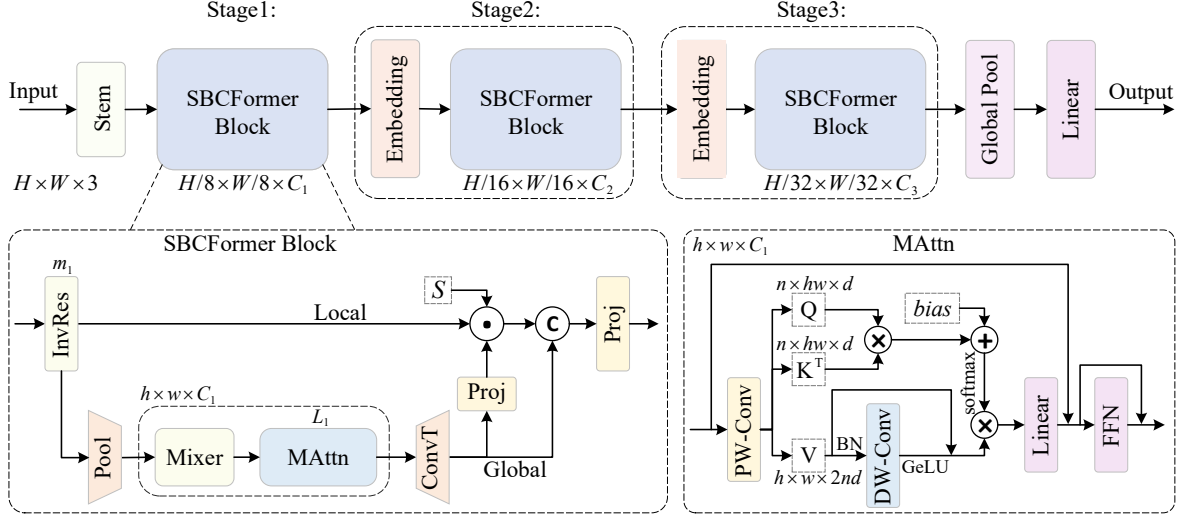 Stage1:
Stage2:
Stage3:
Input
Stem
SBCFormer
Block
Embedding
SBCFormer
Block
Embedding
SBCFormer
Block
Global Pool
Linear
Output
H×W×3
H/8×W/8×C₁
H/16×W/16×C₂
H/32×W/32×C₃
SBCFormer Block
m₁
InvRes
S
Local
C
Proj
Proj
h×w×C₁
L₁
Pool
Mixer
MAttn
ConvT
Global
MAttn
h×w×C₁
n×hw×d
Q
bias
n×hw×d
Kᵀ
softmax
PW-Conv
V
BN
DW-Conv
GeLU
h×w×2nd
Linear
FFN